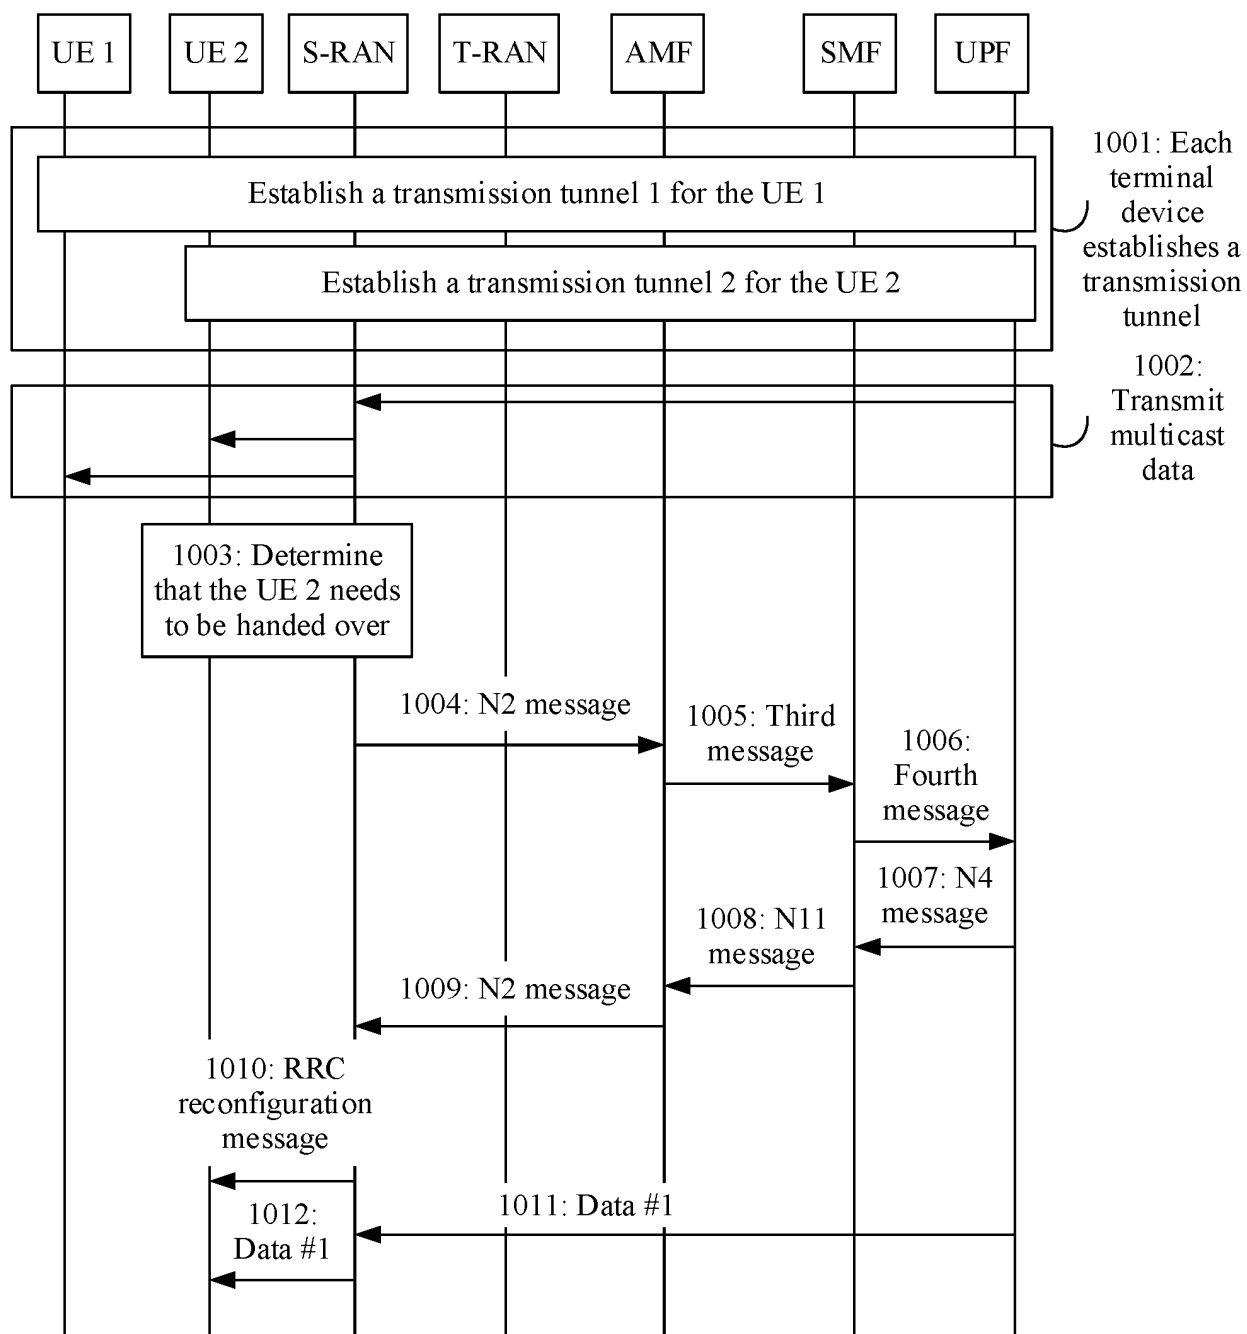 UE 1
UE 2
S-RAN
T-RAN
AMF
SMF
UPF
Establish a transmission tunnel 1 for the UE 1
Establish a transmission tunnel 2 for the UE 2
1001: Each
terminal
device
establishes a
transmission
tunnel
1002:
Transmit
multicast
data
1003: Determine
that the UE 2 needs
to be handed over
1004: N2 message
1005: Third
message
1006:
Fourth
message
1007: N4
message
1008: N11
message
1009: N2 message
1010: RRC
reconfiguration
message
1011: Data #1
1012:
Data #1